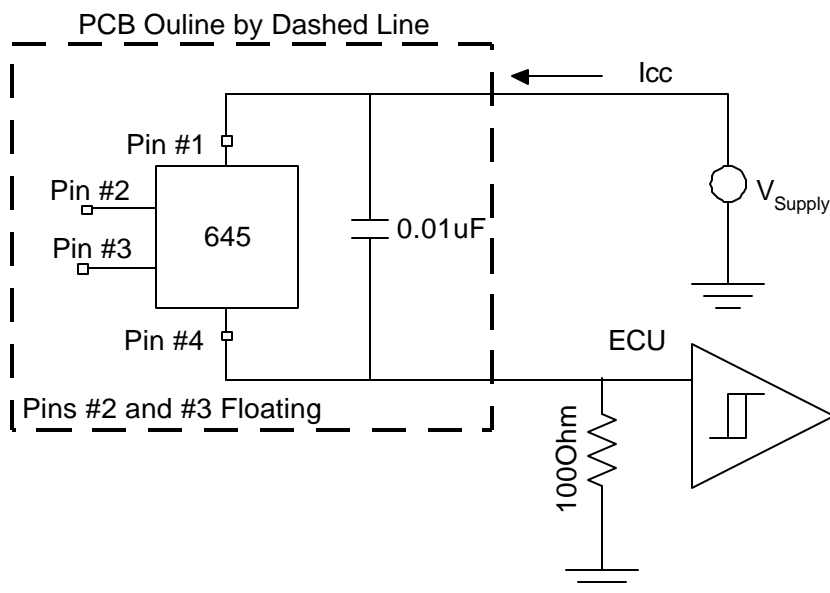 PCB Ouline by Dashed Line
Icc
Pin #1
Pin #2
VSupply
645
0.01uF
Pin #3
Pin #4
ECU
Pins #2 and #3 Floating
100Ohm